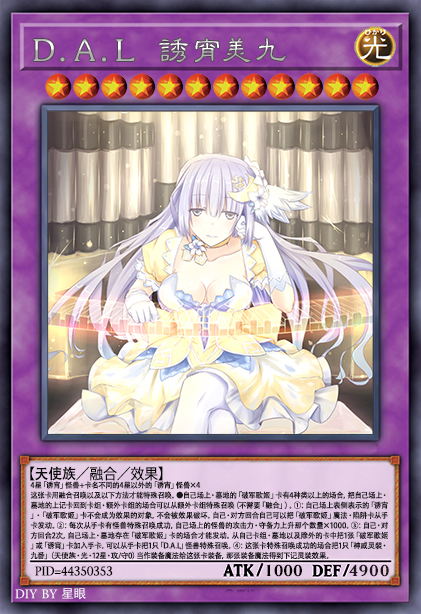 D.A.L 誘宵美九
ひかり
光
【天使族／融合／效果】
4星「诱宵」怪兽+卡名不同的4星以外的「诱宵」怪兽×4
这张卡用融合召唤以及以下方法才能特殊召唤。●自己场上·墓地的「破军歌姬」卡有4种类以上的场合，把自己场上·
墓地的上记卡回到卡组·额外卡组的场合可以从额外卡组特殊召唤（不需要「融合」）。①：自己场上表侧表示的「诱宵
」·「破军歌姬」卡不会成为效果的对象，不会被效果破坏，自己·对方回合自己可以把「破军歌姬」魔法·陷阱卡从手
卡发动。②：每次从手卡有怪兽特殊召唤成功，自己场上的怪兽的攻击力·守备力上升那个数量×1000。③：自己·对
方回合2次，自己场上·墓地存在「破军歌姬」卡的场合才能发动，从自己卡组·墓地以及除外的卡中把1张「破军歌姬
」或「诱宵」卡加入手卡，可以从手卡把1只「D.A.L」怪兽特殊召唤。④：这张卡特殊召唤成功的场合把1只「神威灵装·
九番」（天使族·光·12星·攻/守0）当作装备魔法给这张卡装备，那张装备魔法得到下记灵装效果。
PID=44350353
ATK/1000 DEF/4900
DIY BY 星眼